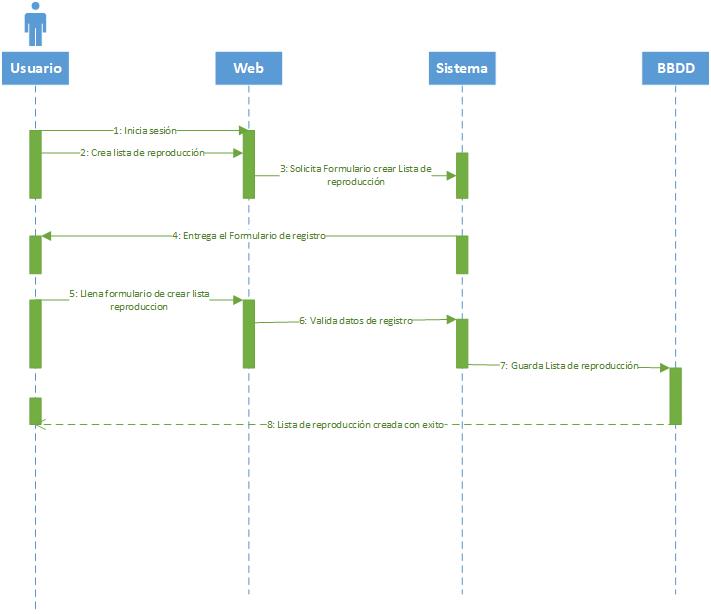 Usuario
Web
Sistema
BBDD
1: Inicia sesión
2: Crea lista de reproducción
3: Solicita Formulario crear Lista de
reproducción
4: Entrega el Formulario de registro
5: Llena formulario de crear lista
reproduccion
6: Valida datos de registro
7: Guarda Lista de reproducción
8: Lista de reproducción creada con exito